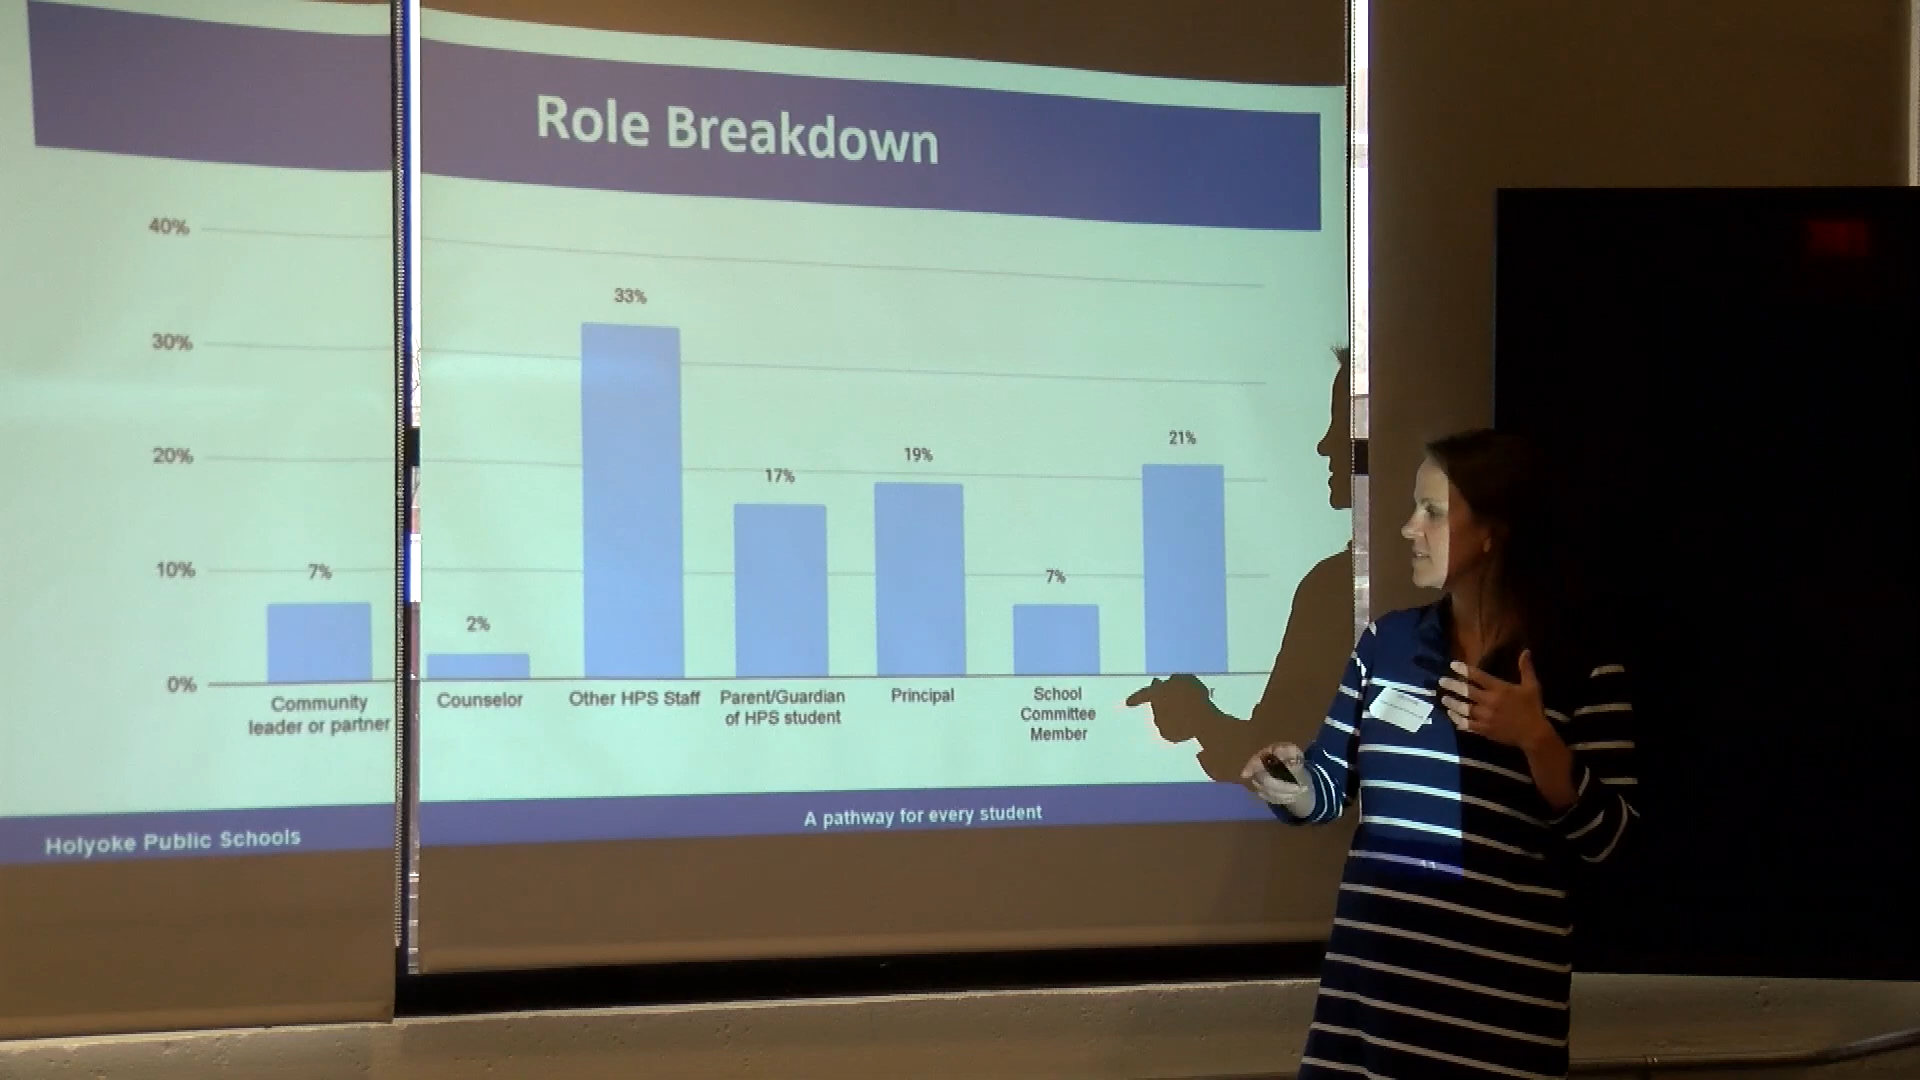 Role Breakdown
40%
30%
20%
10%
0%
7%
2%
33%
17%
19%
7%
21%
Community
leader or partner
Counselor
Other HPS Staff
Parent/Guardian
of HPS student
Principal
School
Committee
Member
Holyoke Public Schools
A pathway for every student